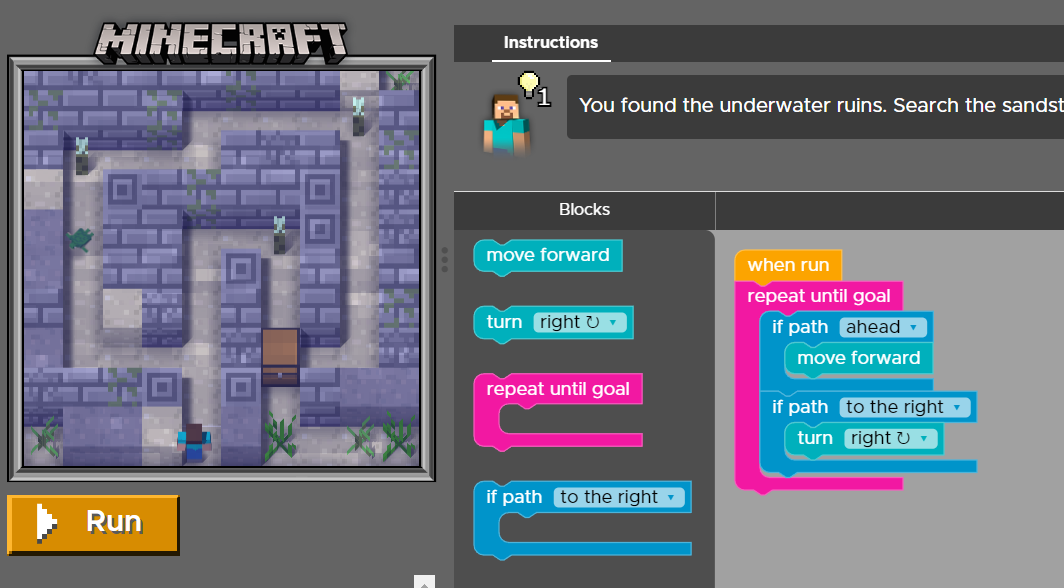 MINECRAFT
Instructions
1
You found the underwater ruins. Search the
Blocks
move forward
turn right ↻
repeat until goal
if path to the right
when run
repeat until goal
if path ahead
move forward
if path to the right
turn right ↻
Run